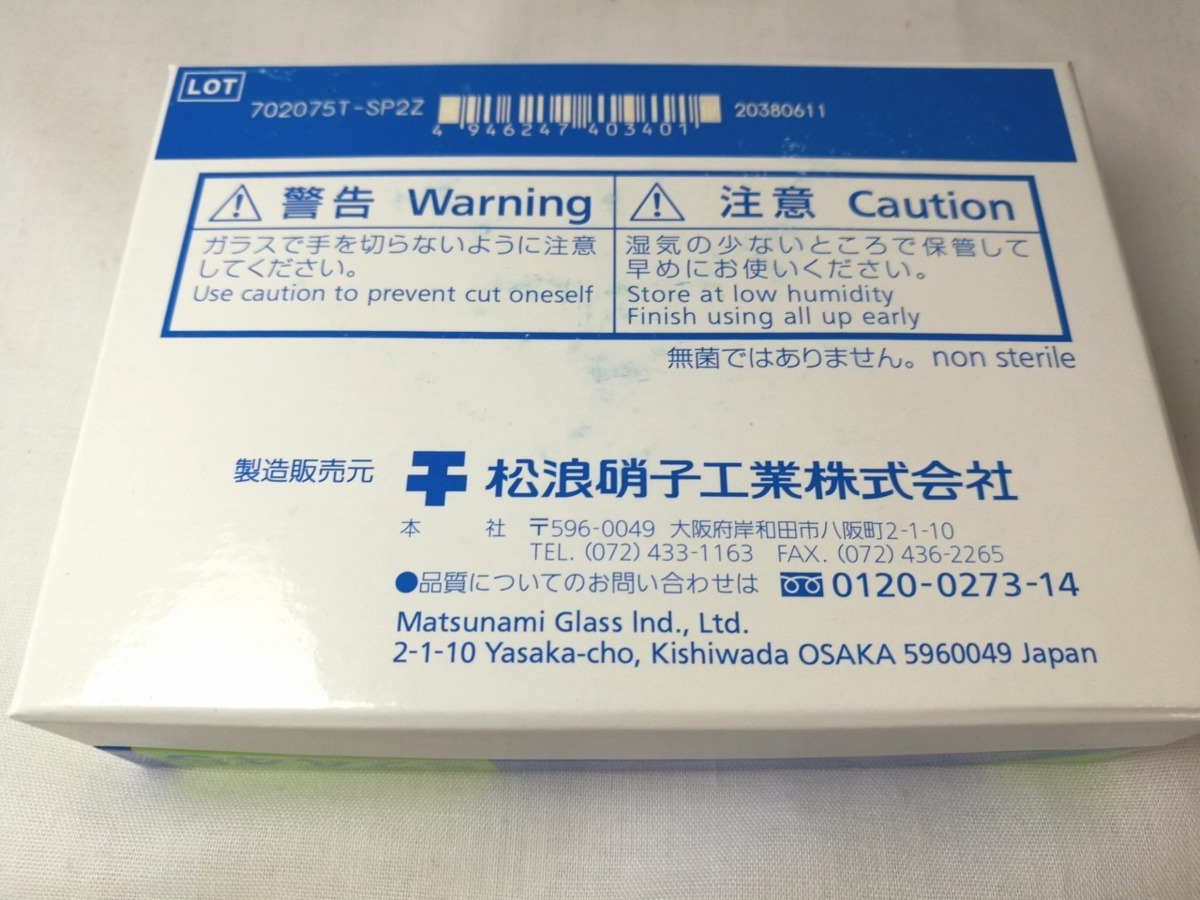 LOT
702075T-SP2Z
4 946247 403401
20380611
警告 Warning
ガラスで手を切らないように注意
してください。
Use caution to prevent cut oneself
注意 Caution
湿気の少ないところで保管して
早めにお使いください。
Store at low humidity
Finish using all up early
無菌ではありません。non sterile
製造販売元 松浪硝子工業株式会社
本 社 〒596-0049 大阪府岸和田市八阪町2-1-10
TEL. (072) 433-1163 FAX. (072) 436-2265
●品質についてのお問い合わせは 0120-0273-14
Matsunami Glass Ind., Ltd.
2-1-10 Yasaka-cho, Kishiwada OSAKA 5960049 Japan